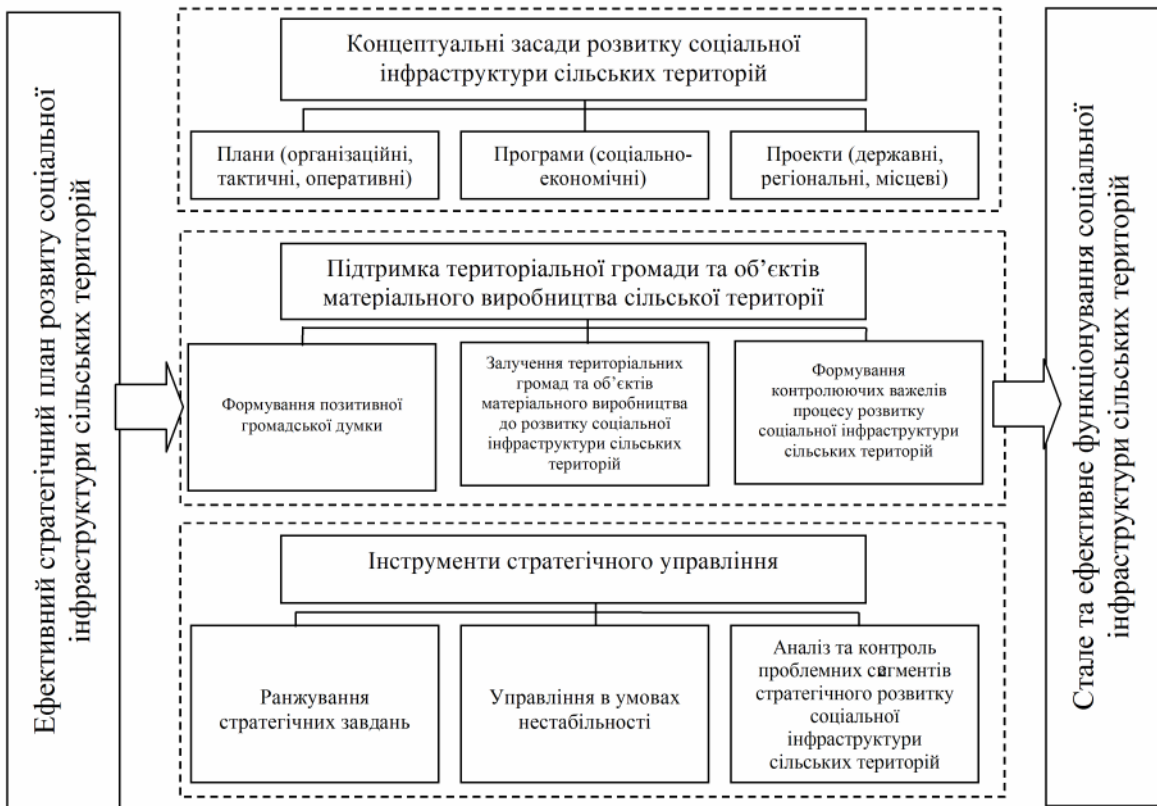 Ефективний стратегічний план розвиту соціальної
інфраструктури сільських територій
Концептуальні засади розвитку соціальної
інфраструктури сільських територій
Плани (організаційні,
тактичні, оперативні)
Програми (соціально-
економічні)
Проекти (державні,
регіональні, місцеві)
Підтримка територіальної громади та об’єктів
матеріального виробництва сільської території
Формування позитивної
громадської думки
Залучення територіальних
громад та об’єктів
матеріального виробництва
до розвитку соціальної
інфраструктури сільських
територій
Формування
контролюючих важелів
процесу розвитку
соціальної інфраструктури
сільських територій
Інструменти стратегічного управління
Ранжування
стратегічних завдань
Управління в умовах
нестабільності
Аналіз та контроль
проблемних сегментів
стратегічного розвитку
соціальної
інфраструктури
сільських територій
Стале та ефективне функціонування соціальної
інфраструктури сільських територій